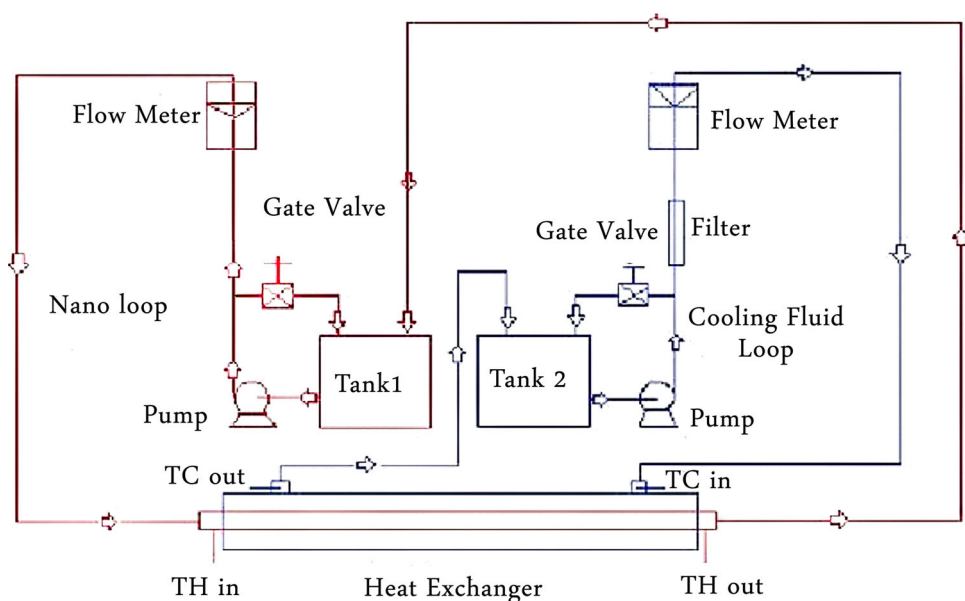 Flow Meter
Flow Meter
Gate Valve
Gate Valve
Filter
Nano loop
Cooling Fluid
Loop
Tank1
Tank 2
Pump
Pump
TC out
TC in
TH in
Heat Exchanger
TH out